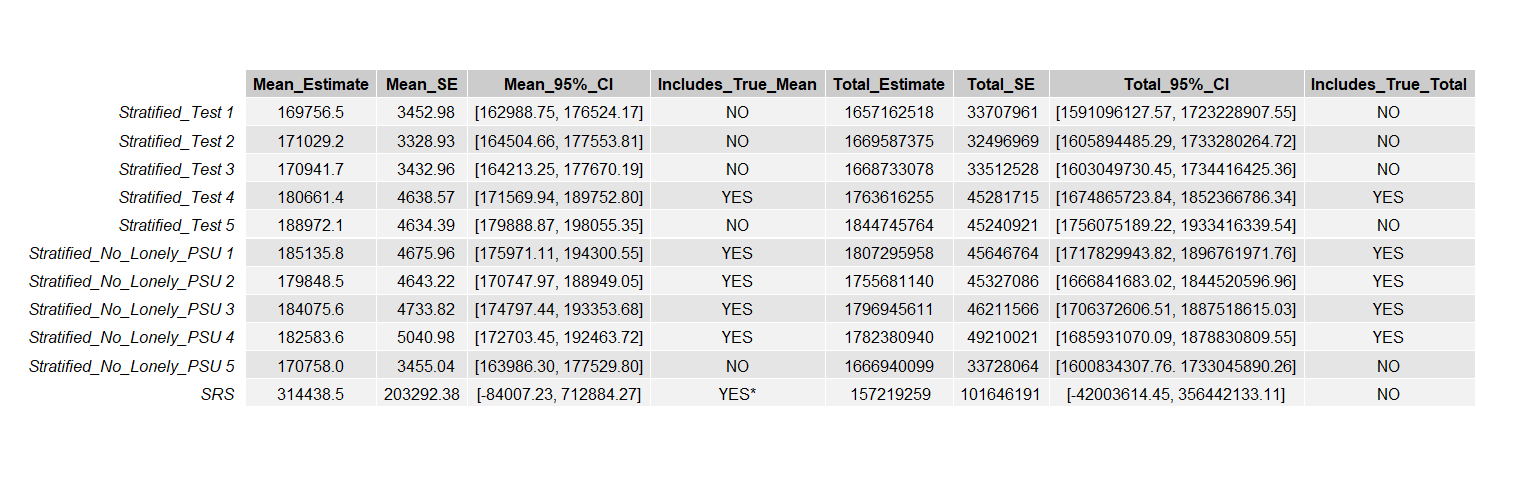 Mean_Estimate Mean_SE Mean_95%_CI Includes_True_Mean Total_Estimate Total_SE Total_95%_CI Includes_True_Total
Stratified_Test 1 169756.5 3452.98 [162988.75, 176524.17] NO 1657162518 33707961 [1591096127.57, 1723228907.55] NO
Stratified_Test 2 171029.2 3328.93 [164504.66, 177553.81] NO 1669587375 32496969 [1605894485.29, 1733280264.72] NO
Stratified_Test 3 170941.7 3432.96 [164213.25, 177670.19] NO 1668733078 33512528 [1603049730.45, 1734416425.36] NO
Stratified_Test 4 180661.4 4638.57 [171569.94, 189752.80] YES 1763616255 45281715 [1674865723.84, 1852366786.34] YES
Stratified_Test 5 188972.1 4634.39 [179888.87, 198055.35] NO 1844745764 45240921 [1756075189.22, 1933416339.54] NO
Stratified_No_Lonely_PSU 1 185135.8 4675.96 [175971.11, 194300.55] YES 1807295958 45646764 [1717829943.82, 1896761971.76] YES
Stratified_No_Lonely_PSU 2 179848.5 4643.22 [170747.97, 188949.05] YES 1755681140 45327084 [1666841683.02, 1844520596.96] YES
Stratified_No_Lonely_PSU 3 184075.6 4733.82 [174797.44, 193353.68] YES 1796945611 46211566 [1706372606.51, 1887518615.03] YES
Stratified_No_Lonely_PSU 4 182583.6 5040.98 [172703.45, 192463.72] YES 1782380940 49210021 [1685931070.09, 1878830809.55] YES
Stratified_No_Lonely_PSU 5 170758.0 3455.04 [163986.30, 177529.80] NO 1666940099 33728064 [1600834307.76. 1733045890.26] NO
SRS 314438.5 203292.38 [-84007.23, 712884.27] YES* 157219259 101646191 [-42003614.45, 356442133.11] NO